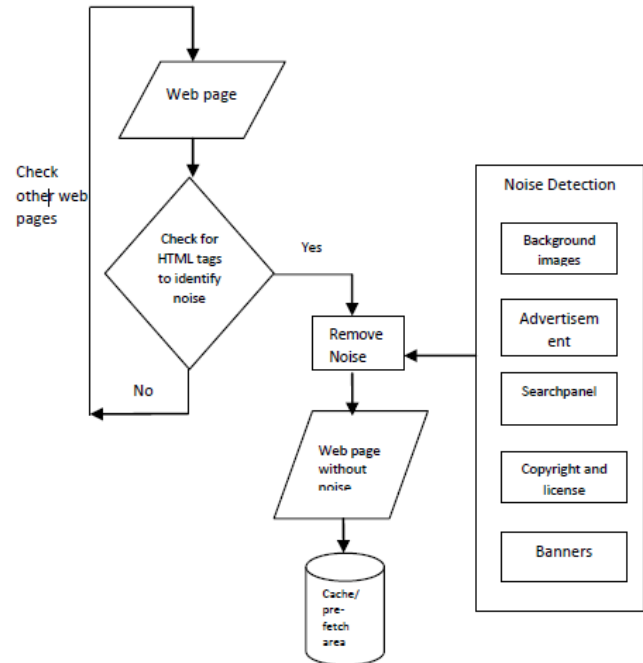 Web page
Check
other web
pages
Check for
HTML tags
to identify
noise
Yes
No
Remove
Noise
Web page
without
noise
Cache/
pre-
fetch
area
Noise Detection
Background
images
Advertisem
ent
Searchpanel
Copyright and
license
Banners